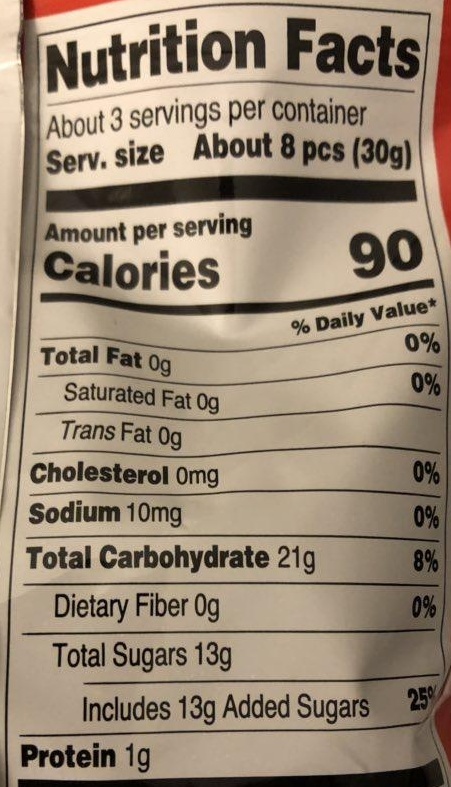 Nutrition Facts
About 3 servings per container
Serv. size About 8 pcs (30g)
Amount per serving
Calories 90
% Daily Value*
Total Fat 0g 0%
Saturated Fat 0g 0%
Trans Fat 0g
Cholesterol 0mg 0%
Sodium 10mg 0%
Total Carbohydrate 21g 8%
Dietary Fiber 0g 0%
Total Sugars 13g
Includes 13g Added Sugars 25%
Protein 1g